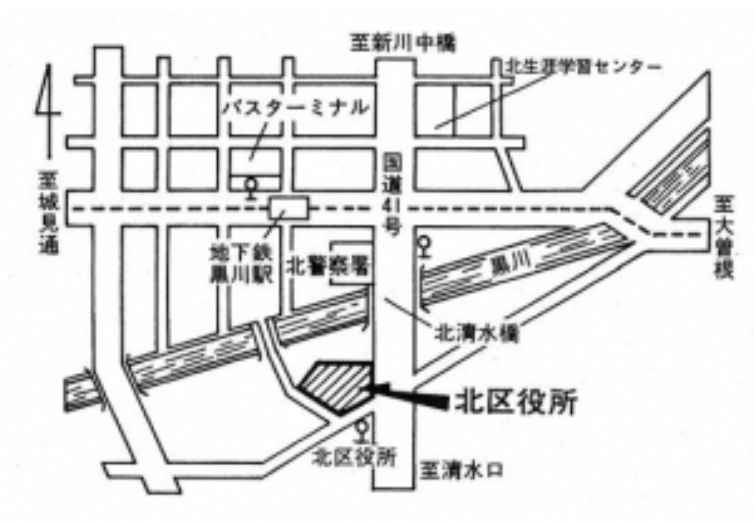 至新川中橋
北生涯学習センター
バスターミナル
国道41号
至城見通
至大曽根
地下鉄
黒川駅
北警察署
黒川
北清水橋
北区役所
北区役所
至清水口